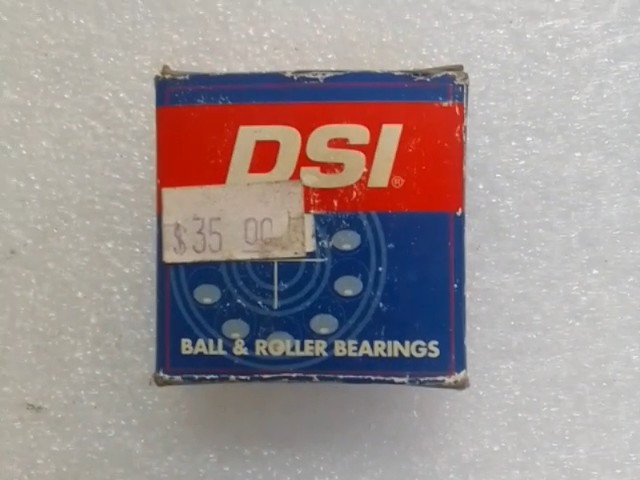 DSI®
$35 00
BALL & ROLLER BEARINGS